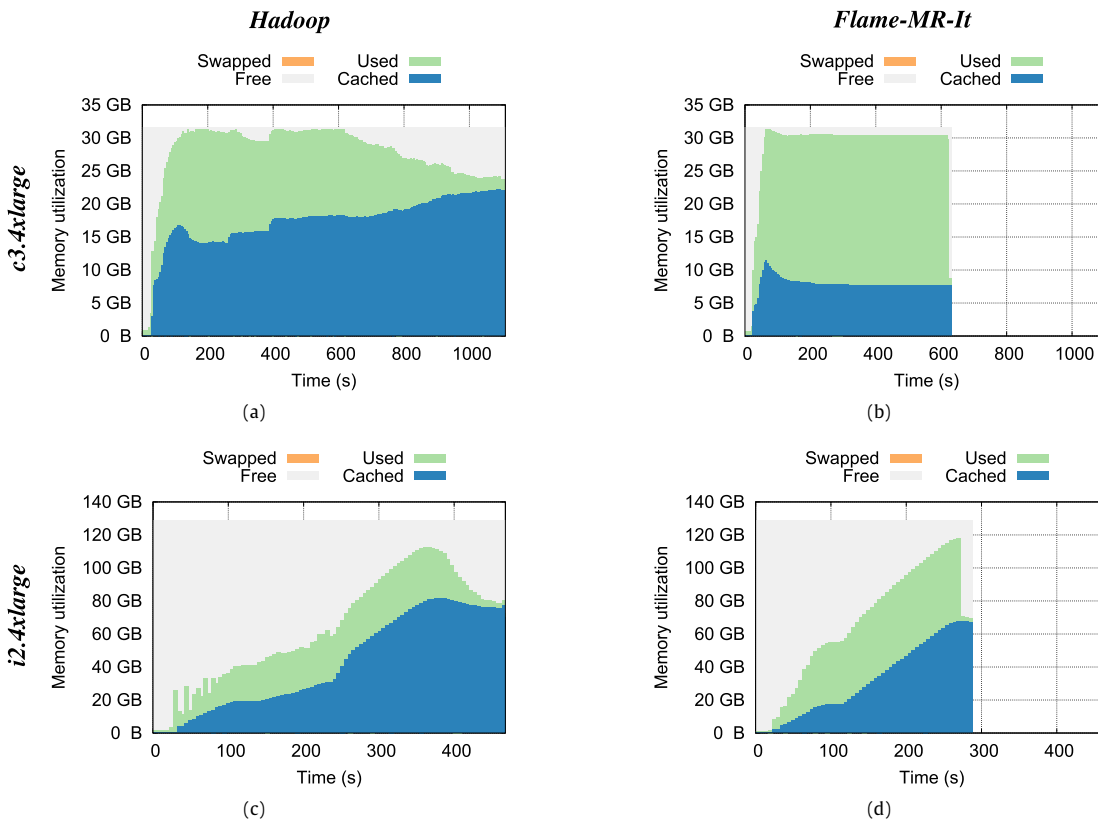 Hadoop
Flame-MR-It
c3.4xlarge
Swapped Used
Free Cached
35 GB
30 GB
25 GB
20 GB
15 GB
10 GB
5 GB
0 B
Memory utilization
0 200 400 600 800 1000
Time (s)
(a)
Swapped Used
Free Cached
35 GB
30 GB
25 GB
20 GB
15 GB
10 GB
5 GB
0 B
Memory utilization
0 200 400 600 800 1000
Time (s)
(b)
i2.4xlarge
Swapped Used
Free Cached
140 GB
120 GB
100 GB
80 GB
60 GB
40 GB
20 GB
0 B
Memory utilization
0 100 200 300 400
Time (s)
(c)
Swapped Used
Free Cached
140 GB
120 GB
100 GB
80 GB
60 GB
40 GB
20 GB
0 B
Memory utilization
0 100 200 300 400
Time (s)
(d)